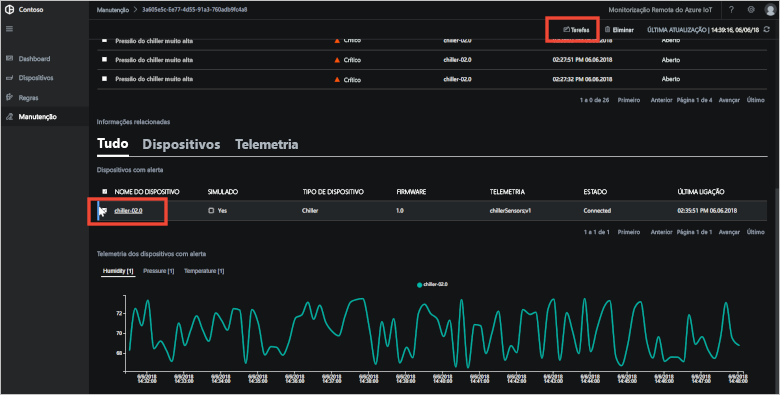 Contoso
Manutenção > 3a605e5c-5e77-4d55-91a3-760adb9fc4a8
Monitorização Remota do Azure IoT
Tarefas
Eliminar
ÚLTIMA ATUALIZAÇÃO | 14:39:16, 06/06/18
Dashboard
Dispositivos
Regras
Manutenção
Pressão do chiller muito alta Crítico chiller-02.0 Aberto
Pressão do chiller muito alta Crítico chiller-02.0 02:27:51 PM 06.06.2018 Aberto
Pressão do chiller muito alta Crítico chiller-02.0 02:27:32 PM 06.06.2018 Aberto
1 a 0 de 26 Primeiro Anterior Página 1 de 4 Avançar Último
Informações relacionadas
Tudo Dispositivos Telemetria
Dispositivos com alerta
NOME DO DISPOSITIVO SIMULADO TIPO DE DISPOSITIVO FIRMWARE TELEMETRIA ESTADO ÚLTIMA LIGAÇÃO
chiller-02.0 Yes Chiller 1.0 chillerSensors;v1 Connected 02:35:51 PM 06.06.2018
1 a 1 de 1 Primeiro Anterior Página 1 de 1 Avançar Último
Telemetria dos dispositivos com alerta
Humidity [1] Pressure [1] Temperature [1]
chiller-02.0
72
70
68
6/6/2018 6/6/2018 6/6/2018 6/6/2018 6/6/2018 6/6/2018 6/6/2018 6/6/2018 6/6/2018 6/6/2018 6/6/2018 6/6/2018 6/6/2018 6/6/2018 6/6/2018 6/6/2018 6/6/2018
14:32:00 14:33:00 14:34:00 14:35:00 14:36:00 14:37:00 14:38:00 14:39:00 14:40:00 14:41:00 14:42:00 14:43:00 14:44:00 14:45:00 14:46:00 14:47:00 14:48:00